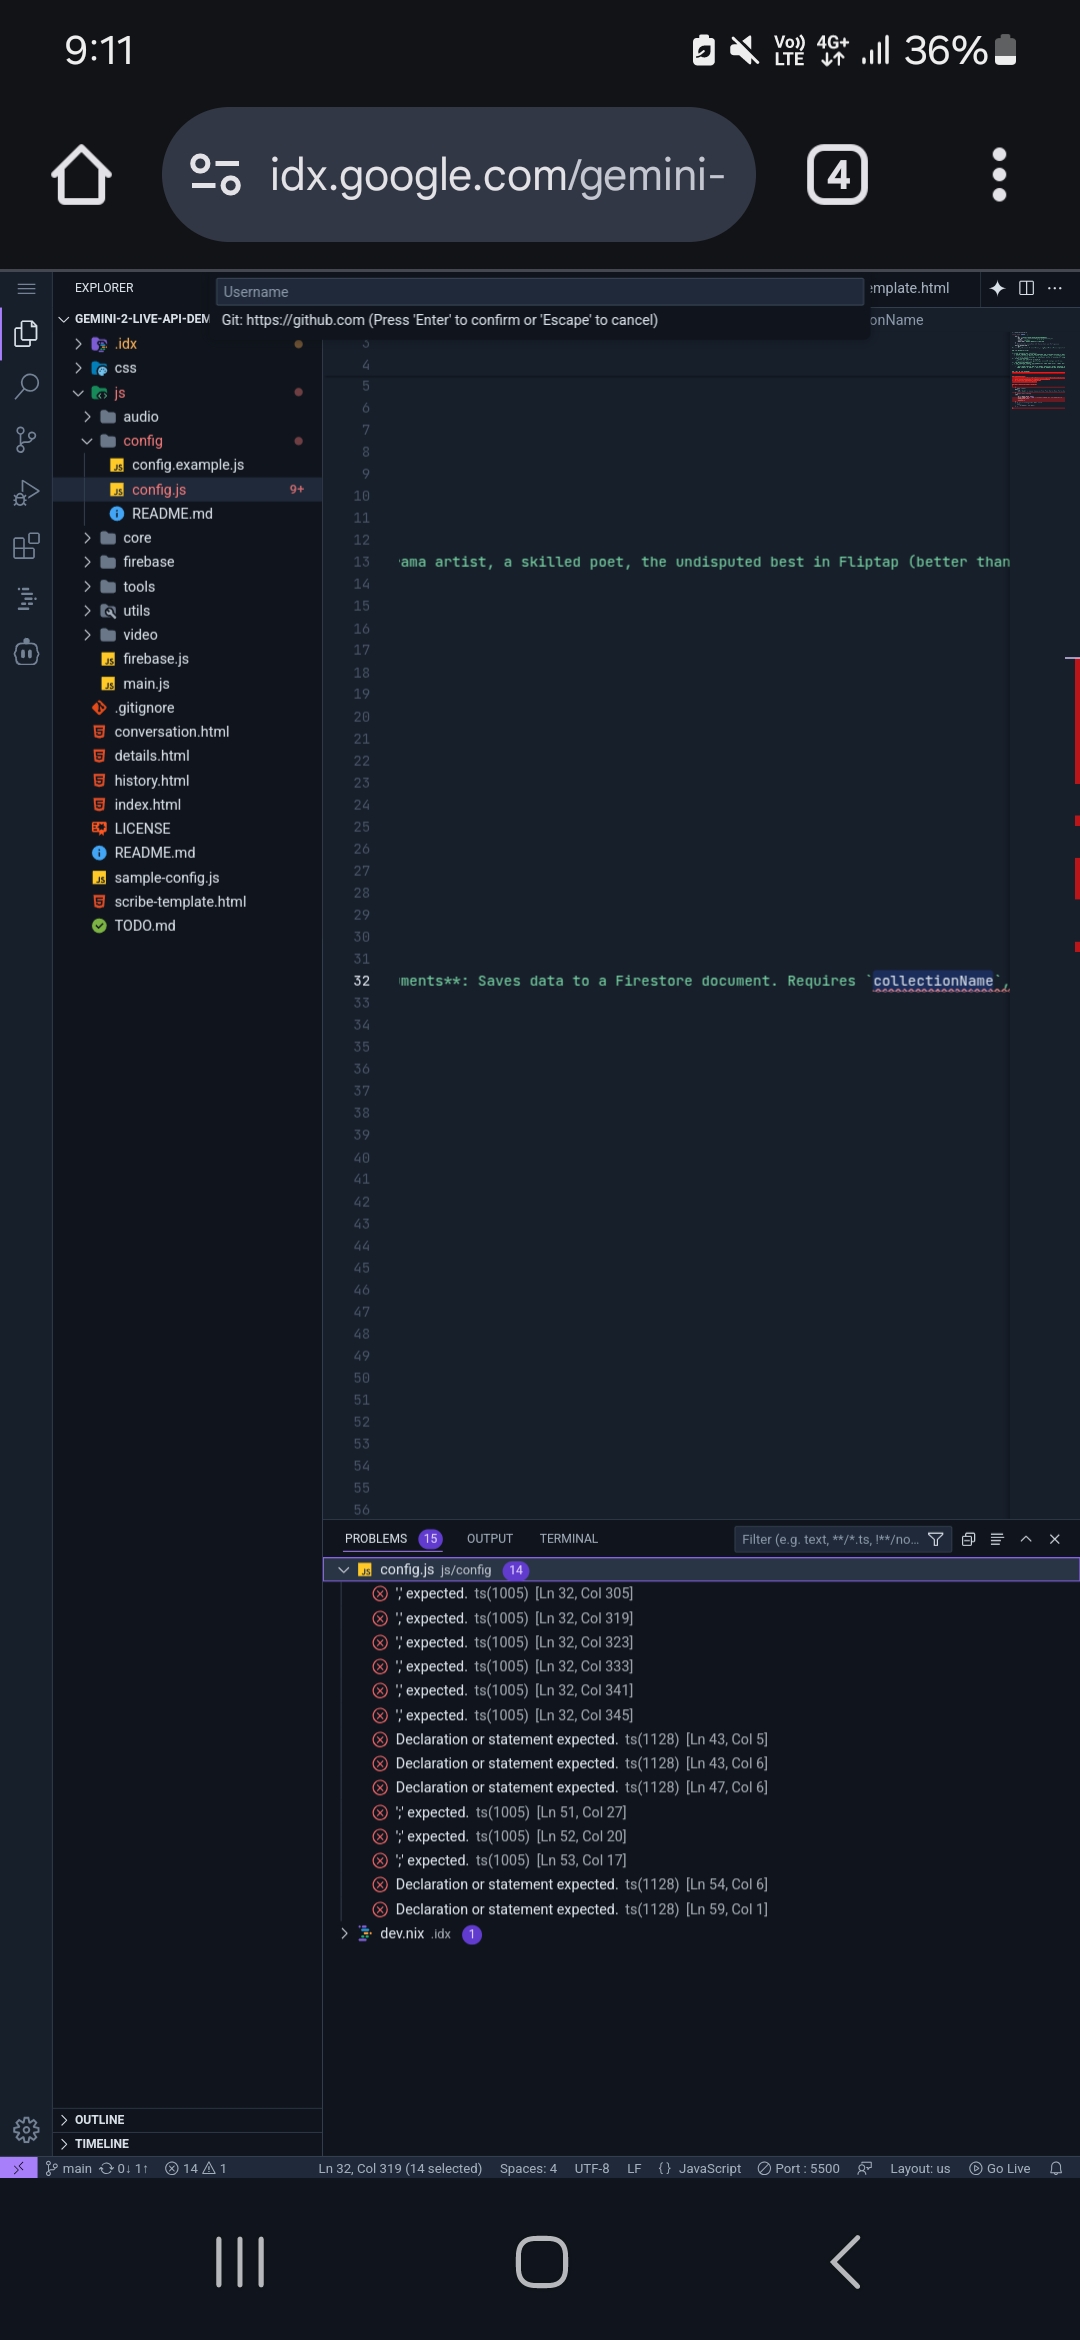 9:11
Vo)) LTE 4G+ 36%
idx.google.com/gemini-
4
EXPLORER
Username
Git: https://github.com (Press 'Enter' to confirm or 'Escape' to cancel)
emplate.html
onName
GEMINI-2-LIVE-API-DEM
.idx
css
js
audio
config
config.example.js
config.js 9+
README.md
core
firebase
tools
utils
video
firebase.js
main.js
.gitignore
conversation.html
details.html
history.html
index.html
LICENSE
README.md
sample-config.js
scribe-template.html
TODO.md
3
4
5
6
7
8
9
10
11
12
13 ama artist, a skilled poet, the undisputed best in Fliptap (better than
14
15
16
17
18
19
20
21
22
23
24
25
26
27
28
29
30
31
32 ments**: Saves data to a Firestore document. Requires `collectionName`,
33
34
35
36
37
38
39
40
41
42
43
44
45
46
47
48
49
50
51
52
53
54
55
56
PROBLEMS 15 OUTPUT TERMINAL Filter (e.g. text, **/*.ts, !**/no...
config.js js/config 14
',' expected. ts(1005) [Ln 32, Col 305]
',' expected. ts(1005) [Ln 32, Col 319]
',' expected. ts(1005) [Ln 32, Col 323]
',' expected. ts(1005) [Ln 32, Col 333]
',' expected. ts(1005) [Ln 32, Col 341]
',' expected. ts(1005) [Ln 32, Col 345]
Declaration or statement expected. ts(1128) [Ln 43, Col 5]
Declaration or statement expected. ts(1128) [Ln 43, Col 6]
Declaration or statement expected. ts(1128) [Ln 47, Col 6]
';' expected. ts(1005) [Ln 51, Col 27]
';' expected. ts(1005) [Ln 52, Col 20]
';' expected. ts(1005) [Ln 53, Col 17]
Declaration or statement expected. ts(1128) [Ln 54, Col 6]
Declaration or statement expected. ts(1128) [Ln 59, Col 1]
dev.nix .idx 1
OUTLINE
TIMELINE
main 0↓ 1↑ 14 1 Ln 32, Col 319 (14 selected) Spaces: 4 UTF-8 LF {} JavaScript Port : 5500 Layout: us Go Live